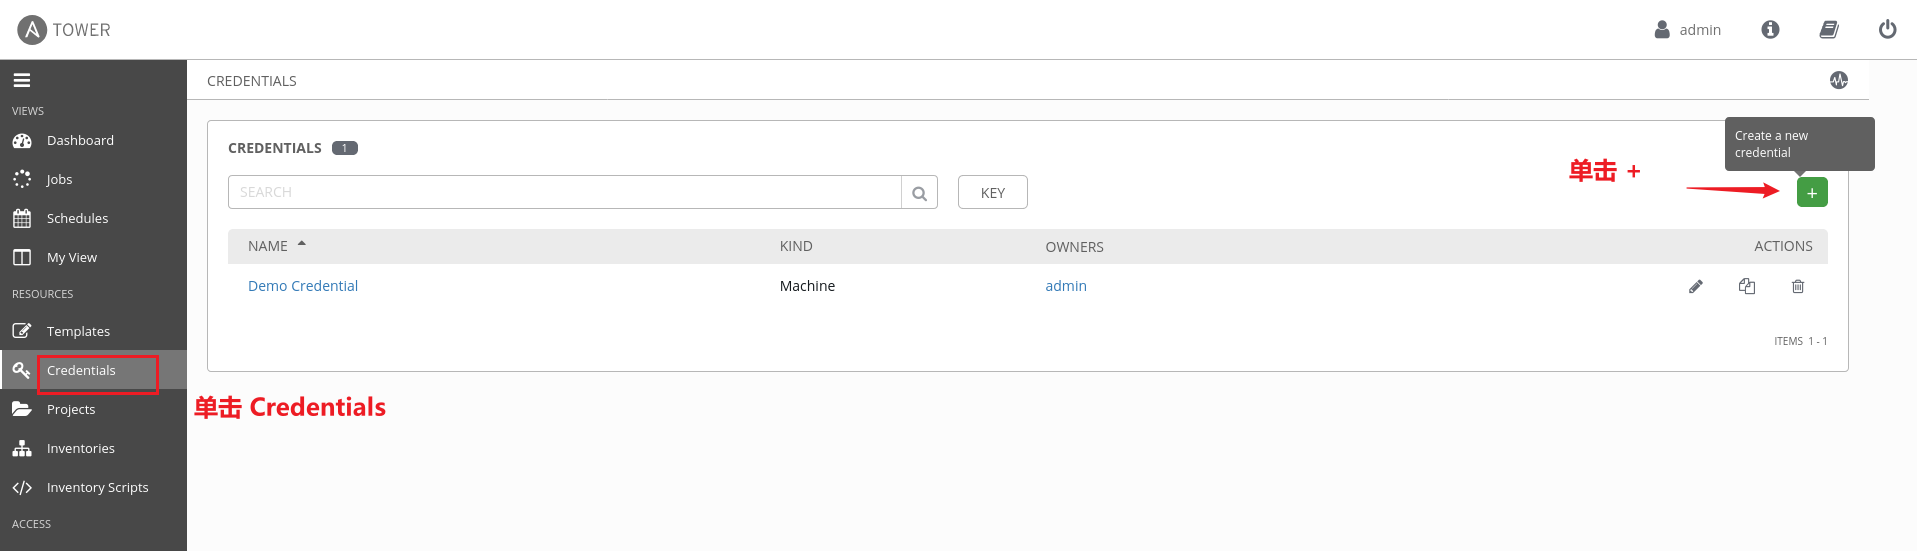 TOWER
admin
CREDENTIALS
VIEWS
Dashboard
Jobs
Schedules
My View
RESOURCES
Templates
Credentials
Projects
Inventories
Inventory Scripts
ACCESS
CREDENTIALS 1
Create a new
credential
单击 +
SEARCH
KEY
+
NAME KIND OWNERS ACTIONS
Demo Credential Machine admin
ITEMS 1 - 1
单击 Credentials